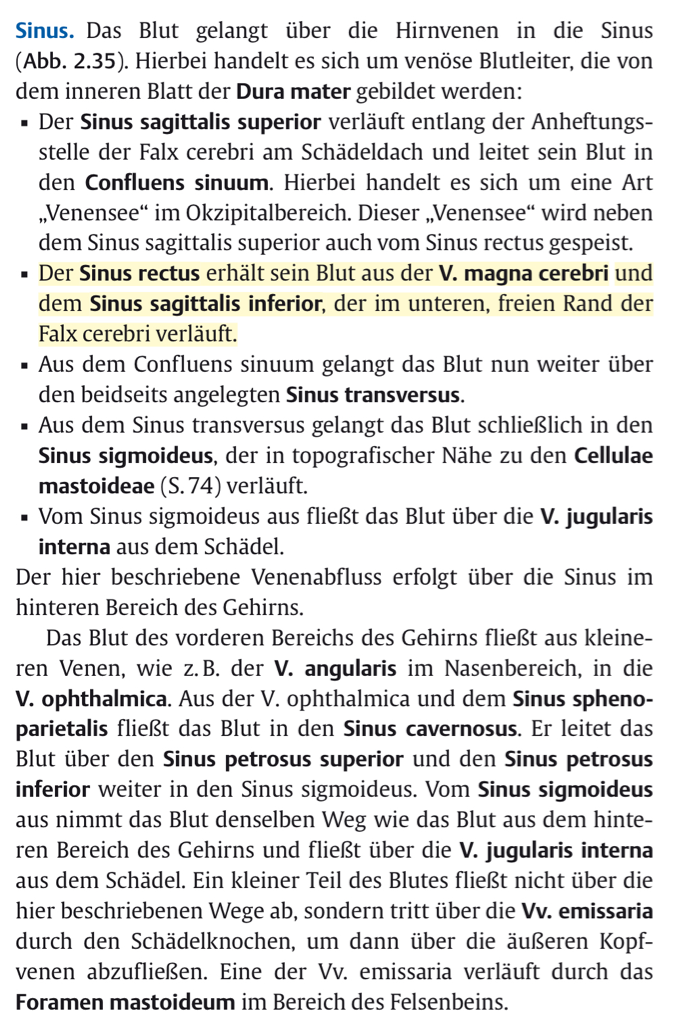 Sinus. Das Blut gelangt über die Hirnvenen in die Sinus
(Abb. 2.35). Hierbei handelt es sich um venöse Blutleiter, die von
dem inneren Blatt der Dura mater gebildet werden:
▪ Der Sinus sagittalis superior verläuft entlang der Anheftungs-
stelle der Falx cerebri am Schädeldach und leitet sein Blut in
den Confluens sinuum. Hierbei handelt es sich um eine Art
„Venensee“ im Okzipitalbereich. Dieser „Venensee“ wird neben
dem Sinus sagittalis superior auch vom Sinus rectus gespeist.
▪ Der Sinus rectus erhält sein Blut aus der V. magna cerebri und
dem Sinus sagittalis inferior, der im unteren, freien Rand der
Falx cerebri verläuft.
▪ Aus dem Confluens sinuum gelangt das Blut nun weiter über
den beidseits angelegten Sinus transversus.
▪ Aus dem Sinus transversus gelangt das Blut schließlich in den
Sinus sigmoideus, der in topografischer Nähe zu den Cellulae
mastoideae (S. 74) verläuft.
▪ Vom Sinus sigmoideus aus fließt das Blut über die V. jugularis
interna aus dem Schädel.
Der hier beschriebene Venenabfluss erfolgt über die Sinus im
hinteren Bereich des Gehirns.
Das Blut des vorderen Bereichs des Gehirns fließt aus kleine-
ren Venen, wie z. B. der V. angularis im Nasenbereich, in die
V. ophthalmica. Aus der V. ophthalmica und dem Sinus spheno-
parietalis fließt das Blut in den Sinus cavernosus. Er leitet das
Blut über den Sinus petrosus superior und den Sinus petrosus
inferior weiter in den Sinus sigmoideus. Vom Sinus sigmoideus
aus nimmt das Blut denselben Weg wie das Blut aus dem hinte-
ren Bereich des Gehirns und fließt über die V. jugularis interna
aus dem Schädel. Ein kleiner Teil des Blutes fließt nicht über die
hier beschriebenen Wege ab, sondern tritt über die Vv. emissaria
durch den Schädelknochen, um dann über die äußeren Kopf-
venen abzufließen. Eine der Vv. emissaria verläuft durch das
Foramen mastoideum im Bereich des Felsenbeins.